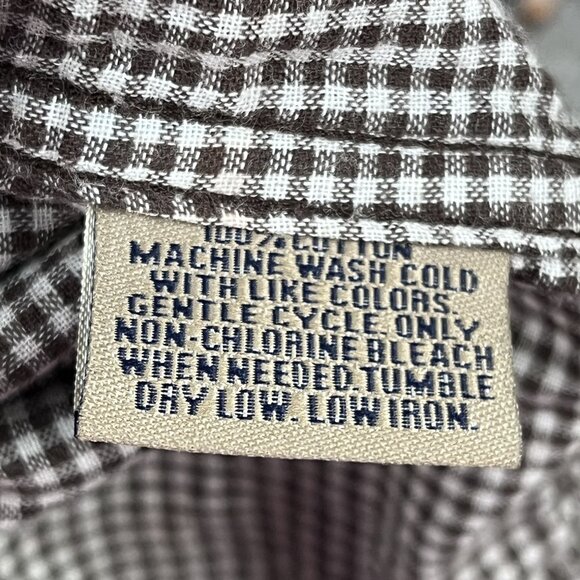 100% COTTON
MACHINE WASH COLD
WITH LIKE COLORS.
GENTLE CYCLE. ONLY
NON-CHLORINE BLEACH
WHEN NEEDED. TUMBLE
DRY LOW. LOW IRON.